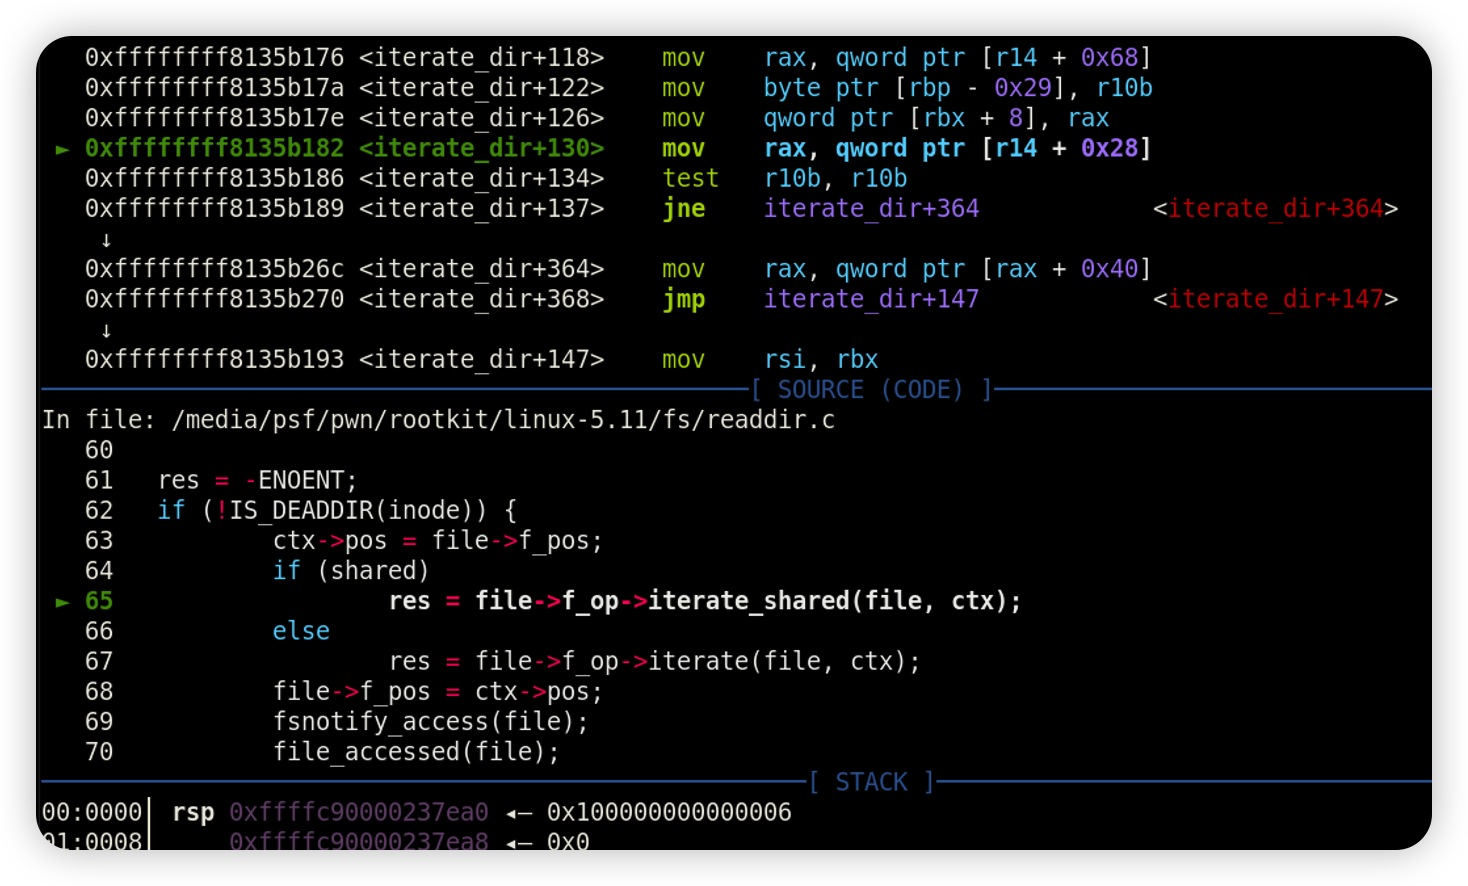 0xffffffff8135b176 <iterate_dir+118>    mov    rax, qword ptr [r14 + 0x68]
0xffffffff8135b17a <iterate_dir+122>    mov    byte ptr [rbp - 0x29], r10b
0xffffffff8135b17e <iterate_dir+126>    mov    qword ptr [rbx + 8], rax
► 0xffffffff8135b182 <iterate_dir+130>    mov    rax, qword ptr [r14 + 0x28]
0xffffffff8135b186 <iterate_dir+134>    test   r10b, r10b
0xffffffff8135b189 <iterate_dir+137>    jne    iterate_dir+364            <iterate_dir+364>
↓
0xffffffff8135b26c <iterate_dir+364>    mov    rax, qword ptr [rax + 0x40]
0xffffffff8135b270 <iterate_dir+368>    jmp    iterate_dir+147            <iterate_dir+147>
↓
0xffffffff8135b193 <iterate_dir+147>    mov    rsi, rbx
[ SOURCE (CODE) ]
In file: /media/psf/pwn/rootkit/linux-5.11/fs/readdir.c
60
61   res = -ENOENT;
62   if (!IS_DEADDIR(inode)) {
63           ctx->pos = file->f_pos;
64           if (shared)
► 65                   res = file->f_op->iterate_shared(file, ctx);
66           else
67                   res = file->f_op->iterate(file, ctx);
68           file->f_pos = ctx->pos;
69           fsnotify_access(file);
70           file_accessed(file);
[ STACK ]
00:0000│ rsp 0xffffc90000237ea0 ◂— 0x100000000000006
01:0008│     0xffffc90000237ea8 ◂— 0x0